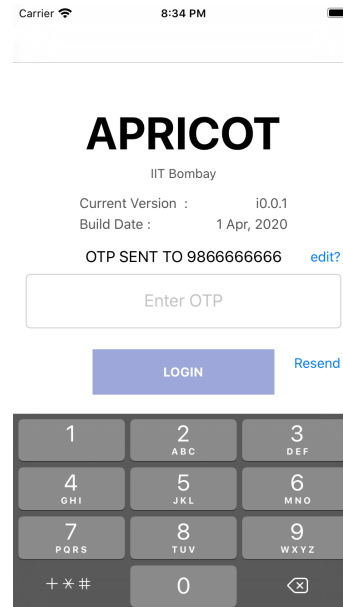 Carrier 8:34 PM
APRICOT
IIT Bombay
Current Version : i0.0.1
Build Date : 1 Apr, 2020
OTP SENT TO 9866666666 edit?
Enter OTP
LOGIN Resend
1 2 3
ABC DEF
4 5 6
GHI JKL MNO
7 8 9
PQRS TUV WXYZ
+*# 0